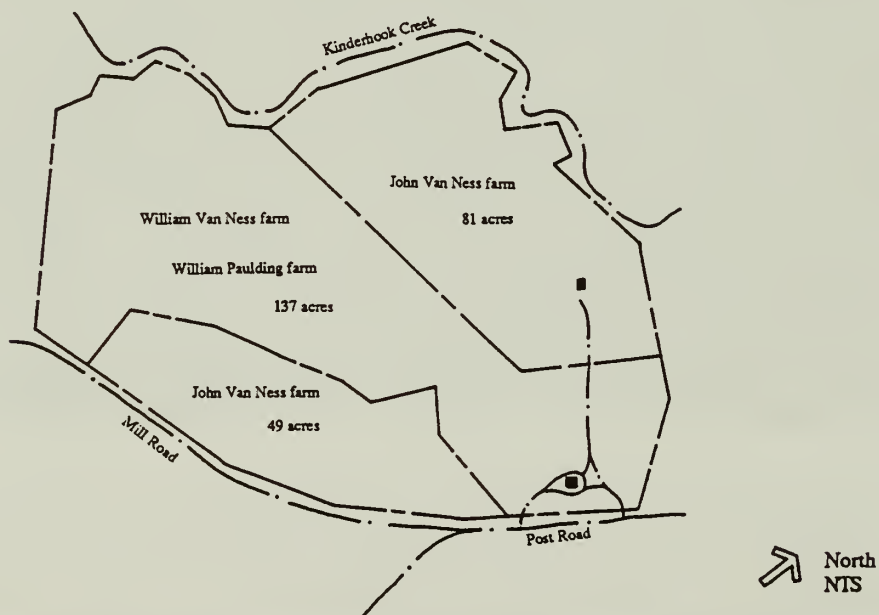 Kinderhook Creek
John Van Ness farm
81 acres
William Van Ness farm
William Paulding farm
137 acres
John Van Ness farm
49 acres
Mill Road
Post Road
North
NTS